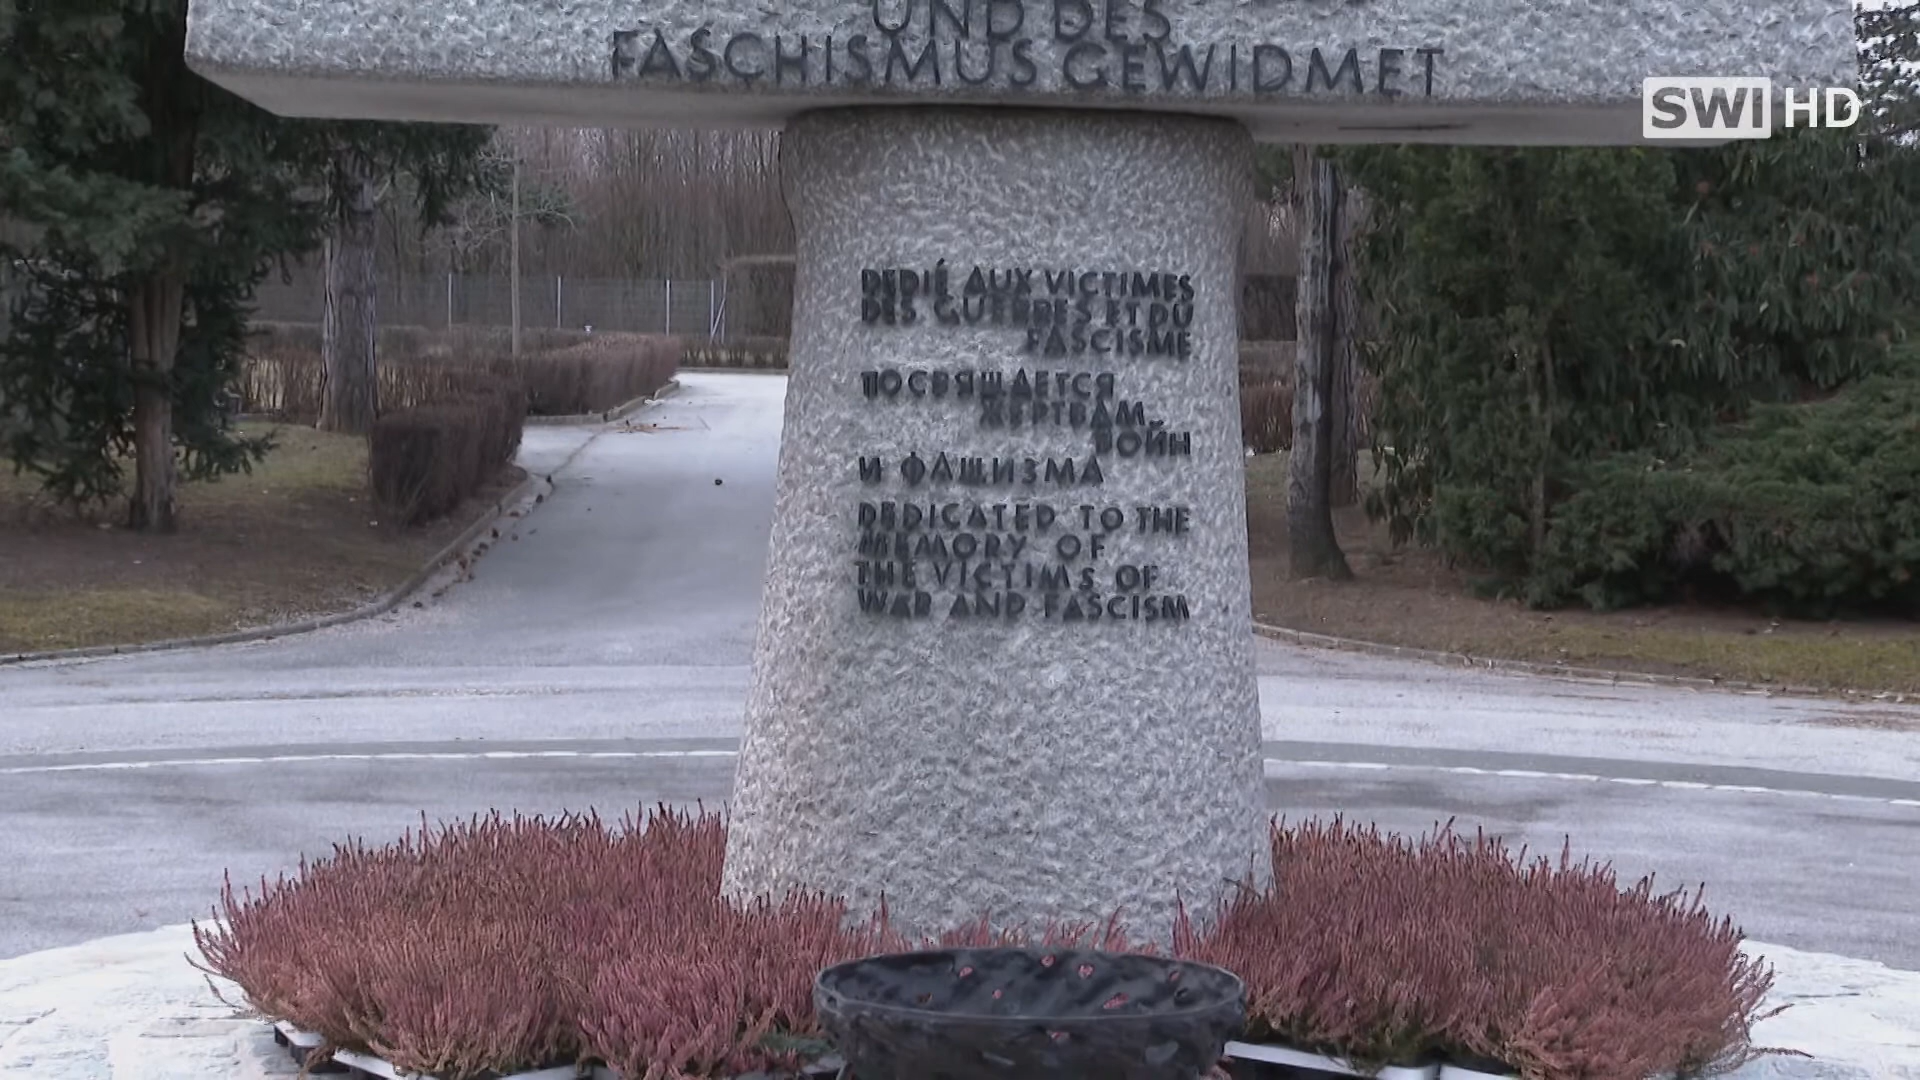 UND DES
FASCHISMUS GEWIDMET
SWI HD
DEDIÉ AUX VICTIMES
DES GUERRES ET DU
FASCISME
ПОСВЯЩАЕТСЯ
ЖЕРТВАМ
ВОЙН
И ФАШИЗМА
DEDICATED TO THE
MEMORY OF
THE VICTIMS OF
WAR AND FASCISM